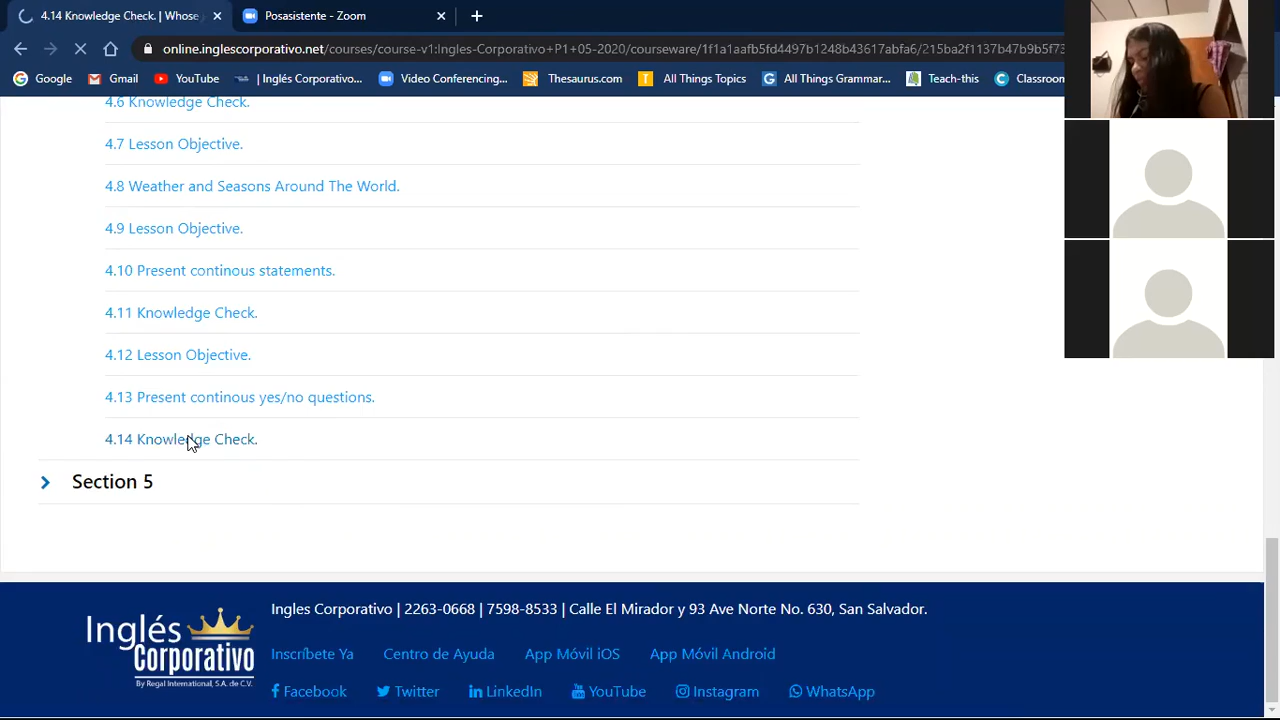 4.14 Knowledge Check. | Whose
Posasistente - Zoom
online.inglescorporativo.net/courses/course-v1:Ingles-Corporativo+P1+05-2020/courseware/1f1a1aafb5fd4497b1248b43617abfa6/215ba2f1137b47b9b5f73
Google
Gmail
YouTube
| Inglés Corporativo...
Video Conferencing...
Thesaurus.com
All Things Topics
All Things Grammar...
Teach-this
Classroom
4.6 Knowledge Check.
4.7 Lesson Objective.
4.8 Weather and Seasons Around The World.
4.9 Lesson Objective.
4.10 Present continous statements.
4.11 Knowledge Check.
4.12 Lesson Objective.
4.13 Present continous yes/no questions.
4.14 Knowledge Check.
Section 5
Inglés
Corporativo
By Regal International, S.A. de C.V.
Ingles Corporativo | 2263-0668 | 7598-8533 | Calle El Mirador y 93 Ave Norte No. 630, San Salvador.
Inscríbete Ya
Centro de Ayuda
App Móvil iOS
App Móvil Android
Facebook
Twitter
LinkedIn
YouTube
Instagram
WhatsApp